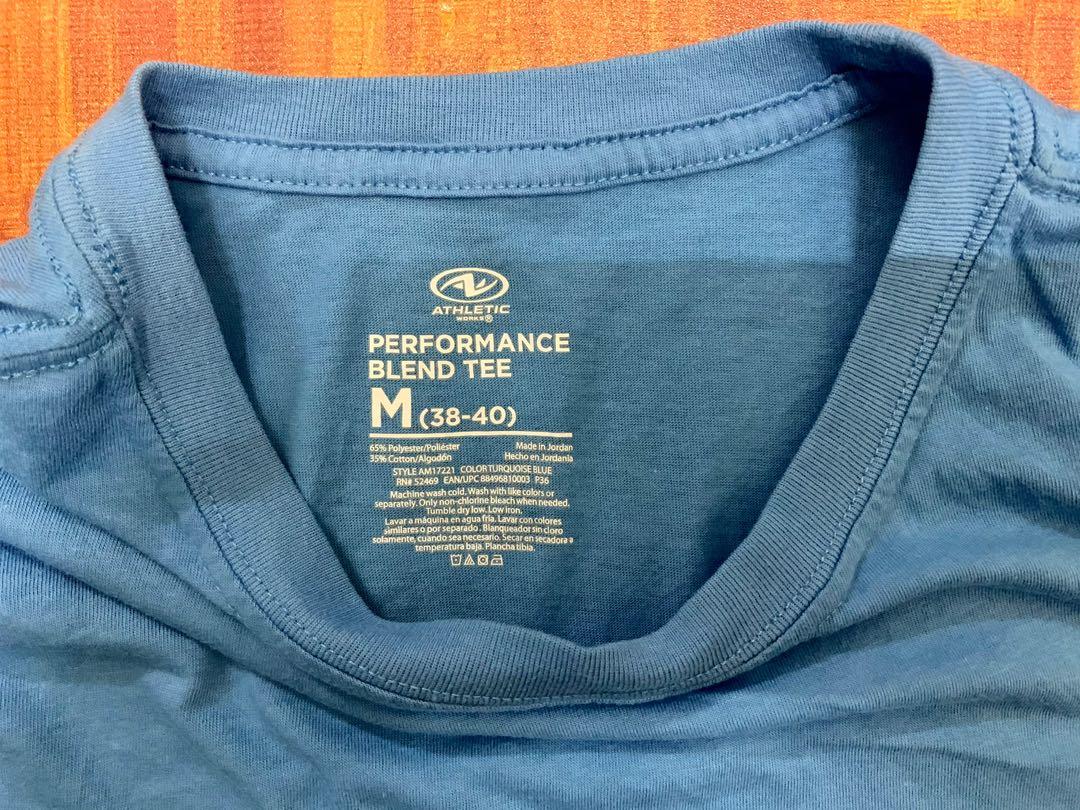 ATHLETIC
WORKS®
PERFORMANCE
BLEND TEE
M (38-40)
65% Polyester/Poliéster Made in Jordan
35% Cotton/Algodón Hecho en Jordania
STYLE AM17221 COLOR TURQUOISE BLUE
RN# 52469 EAN/UPC 88496810003 P36
Machine wash cold. Wash with like colors or
separately. Only non-chlorine bleach when needed.
Tumble dry low. Low iron.
Lavar a máquina en agua fría. Lavar con colores
similares o por separado. Blanqueador sin cloro
solamente, cuando sea necesario. Secar en secadora a
temperatura baja. Plancha tibia.